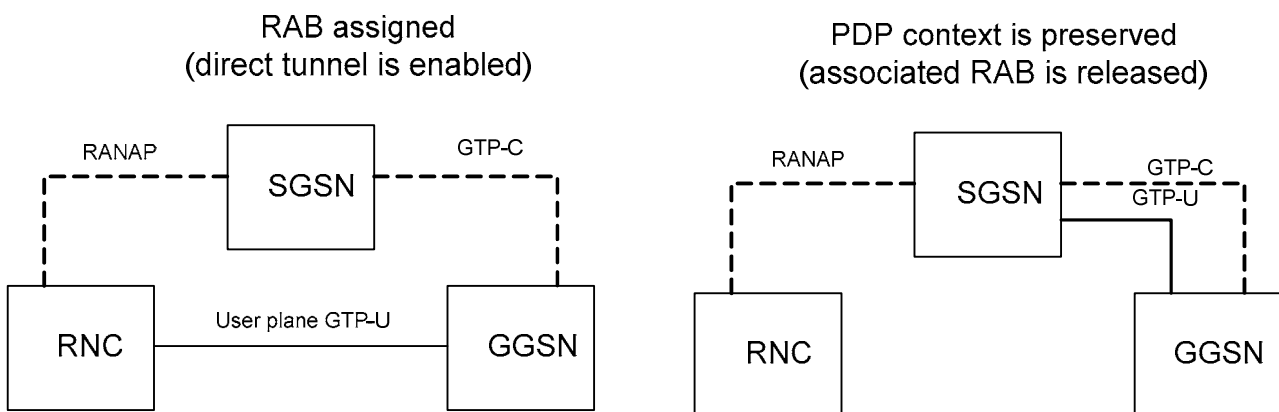 RAB assigned
(direct tunnel is enabled)
RANAP
GTP-C
SGSN
RNC
User plane GTP-U
GGSN
PDP context is preserved
(associated RAB is released)
RANAP
SGSN
GTP-C
GTP-U
RNC
GGSN